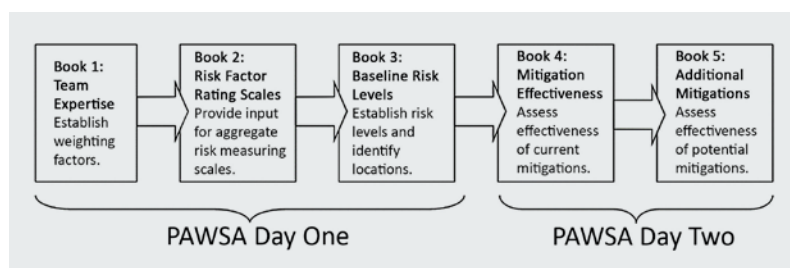 Book 1:
Team
Expertise
Establish
weighting
factors.
Book 2:
Risk Factor
Rating Scales
Provide input
for aggregate
risk measuring
scales.
Book 3:
Baseline Risk
Levels
Establish risk
levels and
identify
locations.
Book 4:
Mitigation
Effectiveness
Assess
effectiveness
of current
mitigations.
Book 5:
Additional
Mitigations
Assess
effectiveness
of potential
mitigations.
PAWSA Day One
PAWSA Day Two